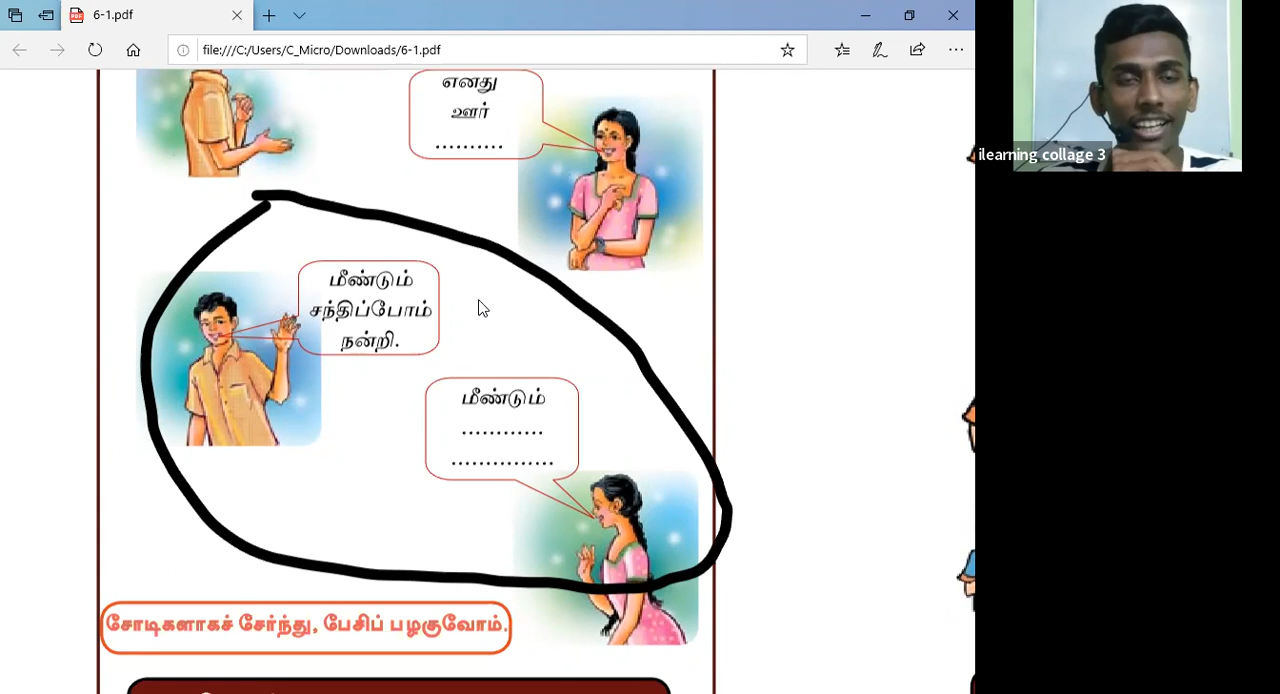 6-1.pdf
file:///C:/Users/C_Micro/Downloads/6-1.pdf
எனது
ஊர்
..........
ilearning collage 3
மீண்டும்
சந்திப்போம்
நன்றி.
மீண்டும்
............
...............
சோடிகளாகச் சேர்ந்து, பேசிப் பழகுவோம்.